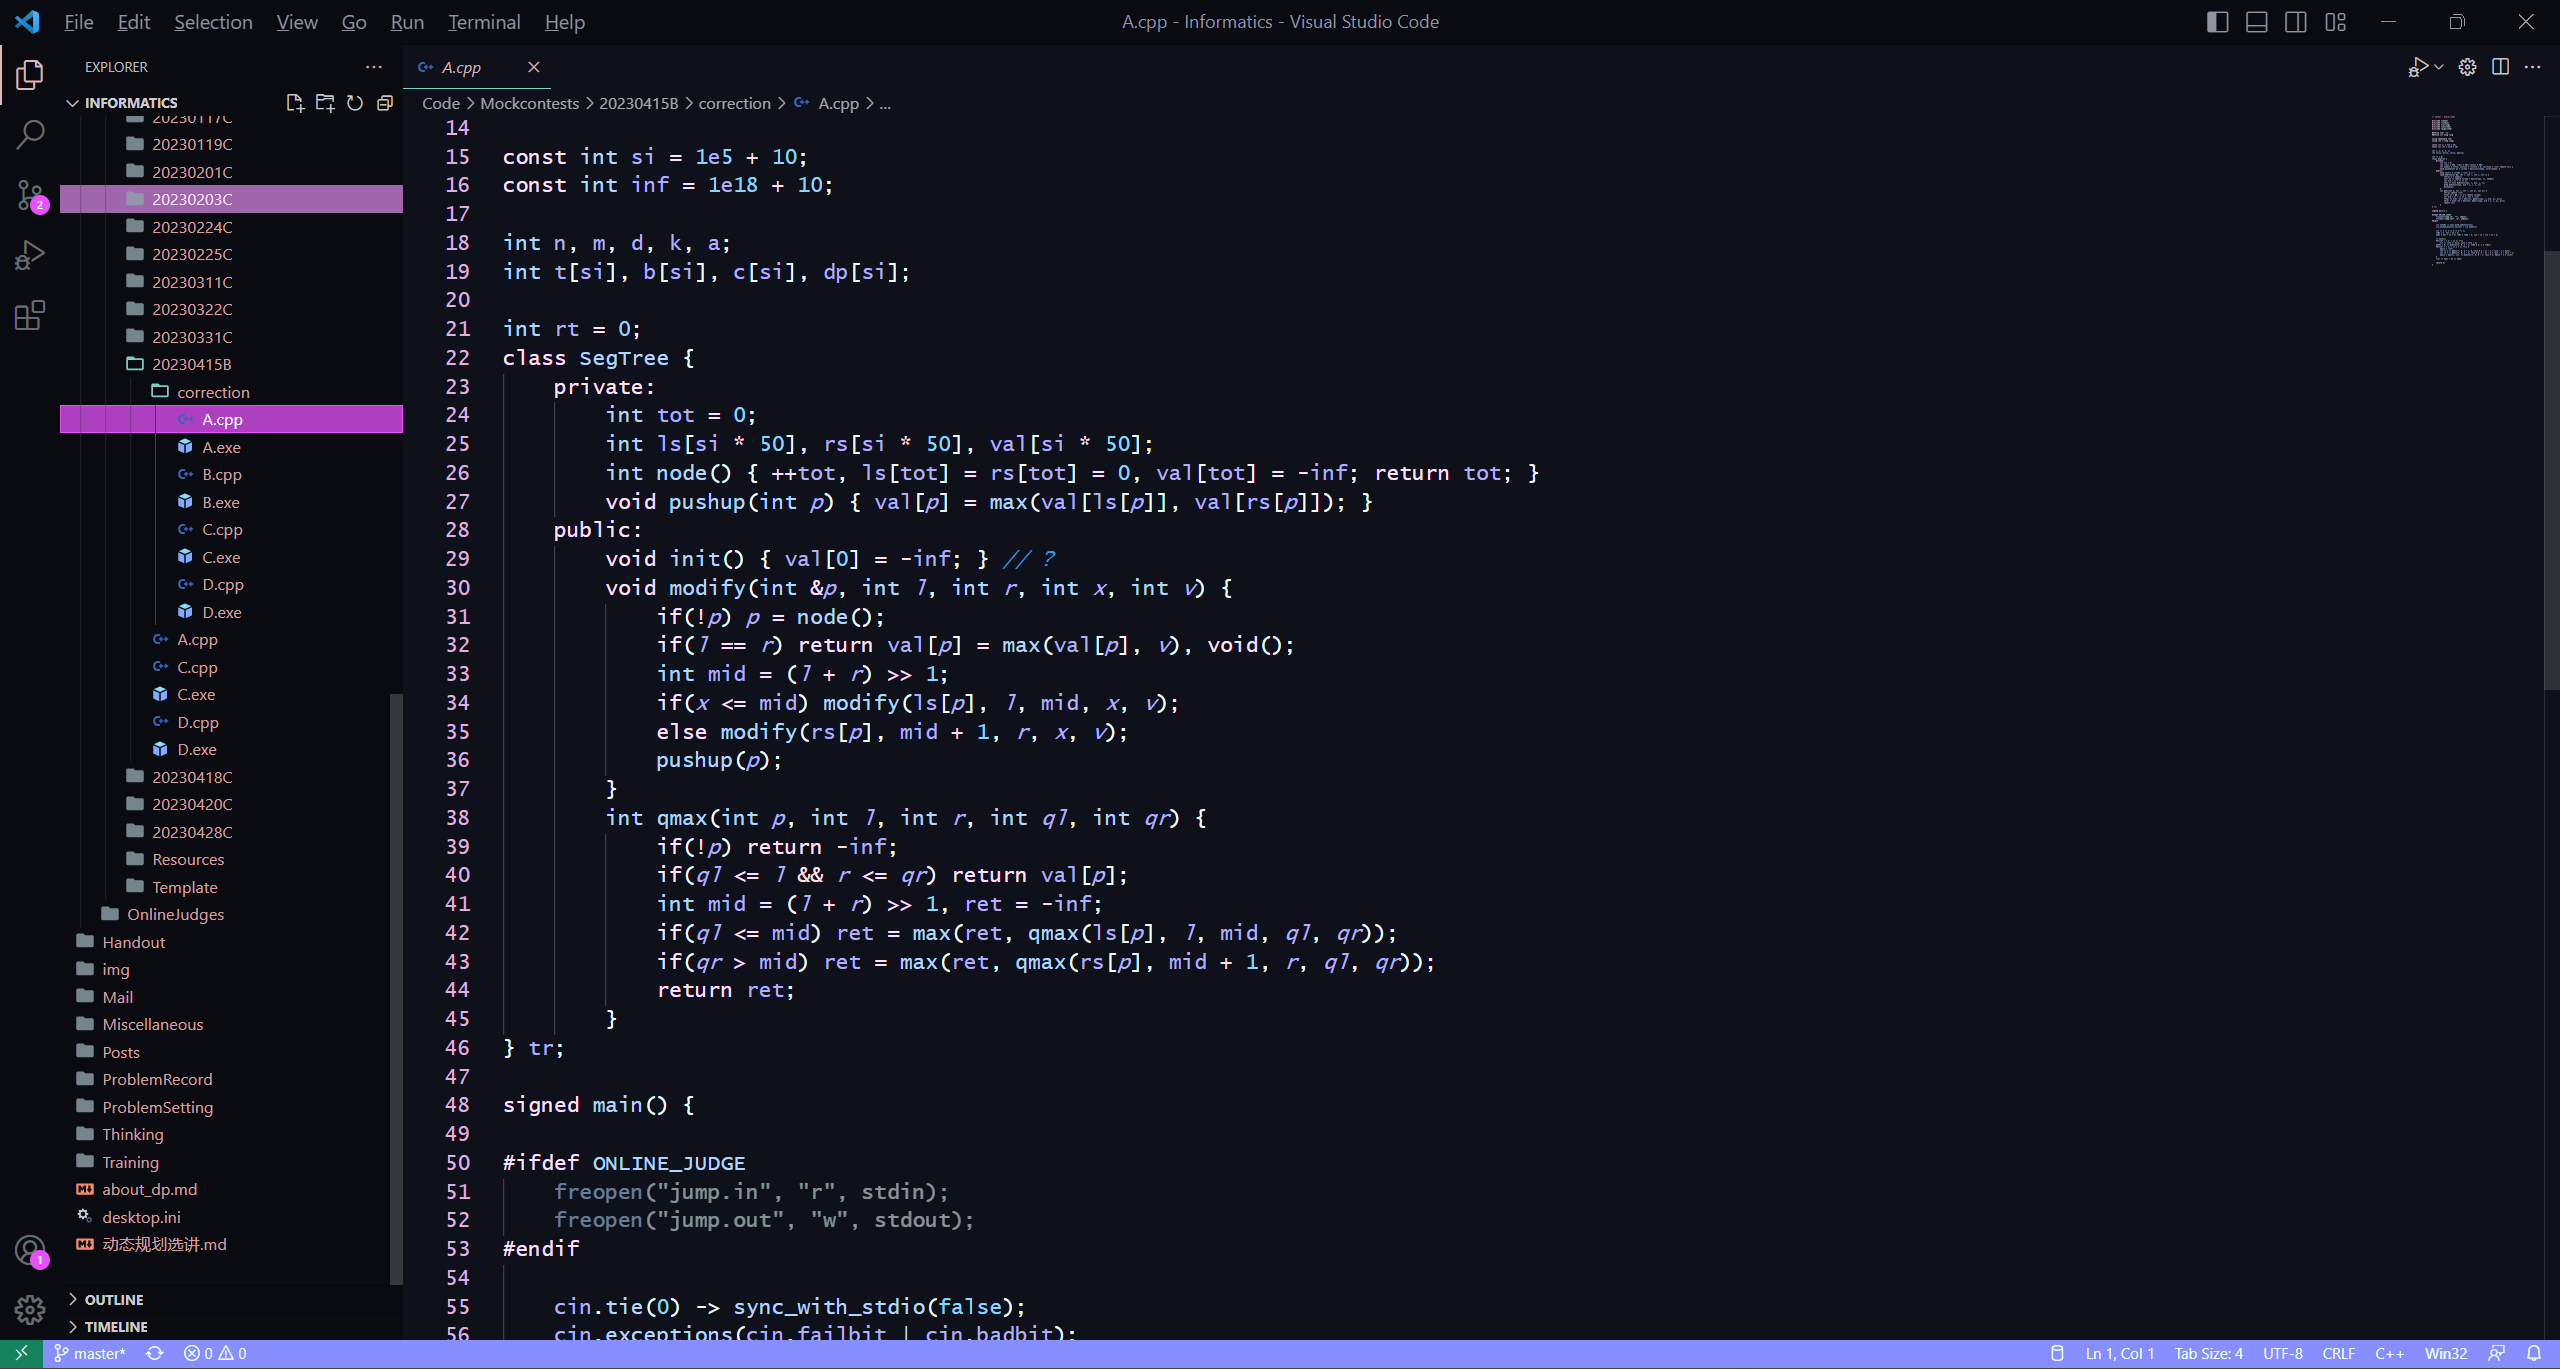 File Edit Selection View Go Run Terminal Help
A.cpp - Informatics - Visual Studio Code
EXPLORER
INFORMATICS
20230117C
20230119C
20230201C
20230203C
20230224C
20230225C
20230311C
20230322C
20230331C
20230415B
correction
A.cpp
A.exe
B.cpp
B.exe
C.cpp
C.exe
D.cpp
D.exe
A.cpp
C.cpp
C.exe
D.cpp
D.exe
20230418C
20230420C
20230428C
Resources
Template
OnlineJudges
Handout
img
Mail
Miscellaneous
Posts
ProblemRecord
ProblemSetting
Thinking
Training
about_dp.md
desktop.ini
动态规划选讲.md
OUTLINE
TIMELINE
2
1
A.cpp
Code > Mockcontests > 20230415B > correction > A.cpp > ...
14
15 const int si = 1e5 + 10;
16 const int inf = 1e18 + 10;
17
18 int n, m, d, k, a;
19 int t[si], b[si], c[si], dp[si];
20
21 int rt = 0;
22 class SegTree {
23 private:
24 int tot = 0;
25 int ls[si * 50], rs[si * 50], val[si * 50];
26 int node() { ++tot, ls[tot] = rs[tot] = 0, val[tot] = -inf; return tot; }
27 void pushup(int p) { val[p] = max(val[ls[p]], val[rs[p]]); }
28 public:
29 void init() { val[0] = -inf; } // ?
30 void modify(int &p, int l, int r, int x, int v) {
31 if(!p) p = node();
32 if(l == r) return val[p] = max(val[p], v), void();
33 int mid = (l + r) >> 1;
34 if(x <= mid) modify(ls[p], l, mid, x, v);
35 else modify(rs[p], mid + 1, r, x, v);
36 pushup(p);
37 }
38 int qmax(int p, int l, int r, int ql, int qr) {
39 if(!p) return -inf;
40 if(ql <= l && r <= qr) return val[p];
41 int mid = (l + r) >> 1, ret = -inf;
42 if(ql <= mid) ret = max(ret, qmax(ls[p], l, mid, ql, qr));
43 if(qr > mid) ret = max(ret, qmax(rs[p], mid + 1, r, ql, qr));
44 return ret;
45 }
46 } tr;
47
48 signed main() {
49
50 #ifdef ONLINE_JUDGE
51 freopen("jump.in", "r", stdin);
52 freopen("jump.out", "w", stdout);
53 #endif
54
55 cin.tie(0) -> sync_with_stdio(false);
56 cin.exceptions(cin.failbit | cin.badbit);
master* 0 0 Ln 1, Col 1 Tab Size: 4 UTF-8 CRLF C++ Win32